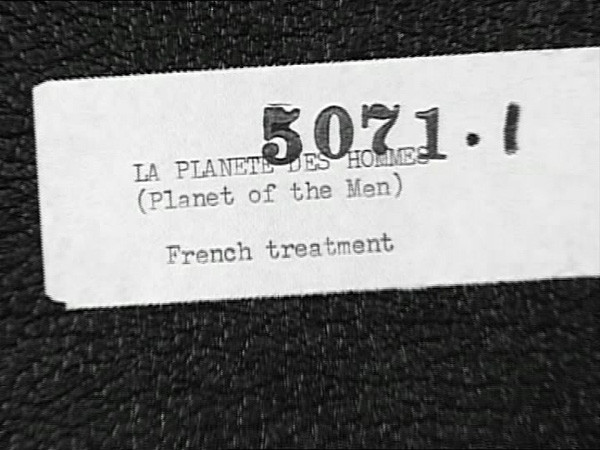 5071.1
LA PLANETE DES HOMMES
(Planet of the Men)
French treatment